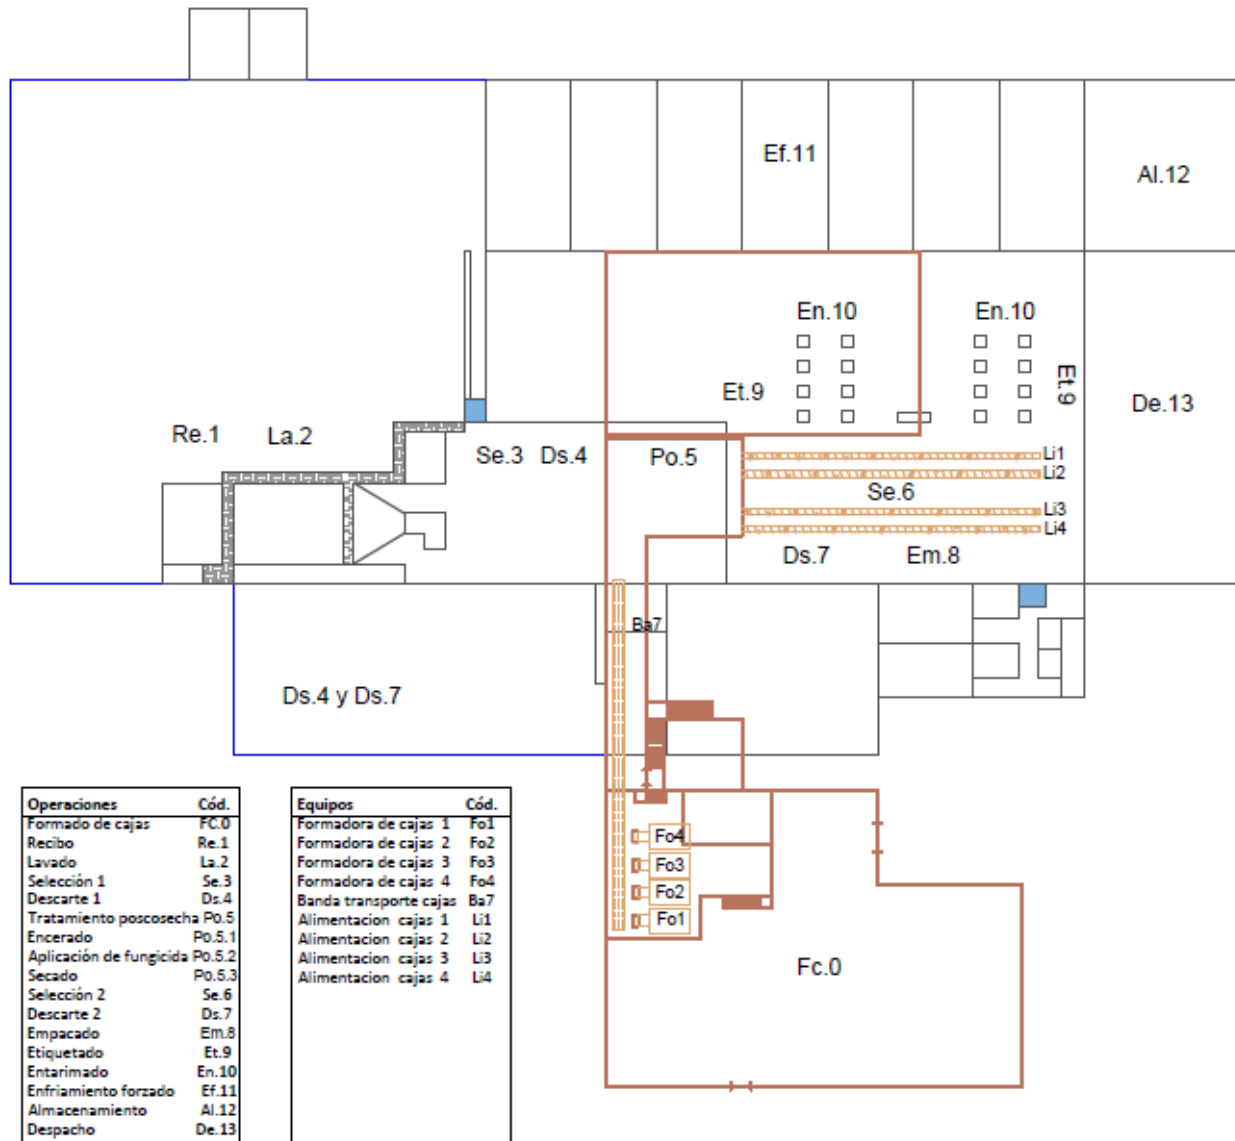 Ef.11
Al.12
En.10 En.10
Et.9
Et.9
De.13
Re.1 La.2
Se.3 Ds.4 Po.5
Li1
Li2
Se.6
Li3
Li4
Ds.7 Em.8
Ba7
Ds.4 y Ds.7
Fo4
Fo3
Fo2
Fo1
Fc.0
Operaciones Cód.
Formado de cajas FC.0
Recibo Re.1
Lavado La.2
Selección 1 Se.3
Descarte 1 Ds.4
Tratamiento poscosecha Po.5
Encerado Po.5.1
Aplicación de fungicida Po.5.2
Secado Po.5.3
Selección 2 Se.6
Descarte 2 Ds.7
Empacado Em.8
Etiquetado Et.9
Entarimado En.10
Enfriamiento forzado Ef.11
Almacenamiento Al.12
Despacho De.13
Equipos Cód.
Formadora de cajas 1 Fo1
Formadora de cajas 2 Fo2
Formadora de cajas 3 Fo3
Formadora de cajas 4 Fo4
Banda transporte cajas Ba7
Alimentacion cajas 1 Li1
Alimentacion cajas 2 Li2
Alimentacion cajas 3 Li3
Alimentacion cajas 4 Li4